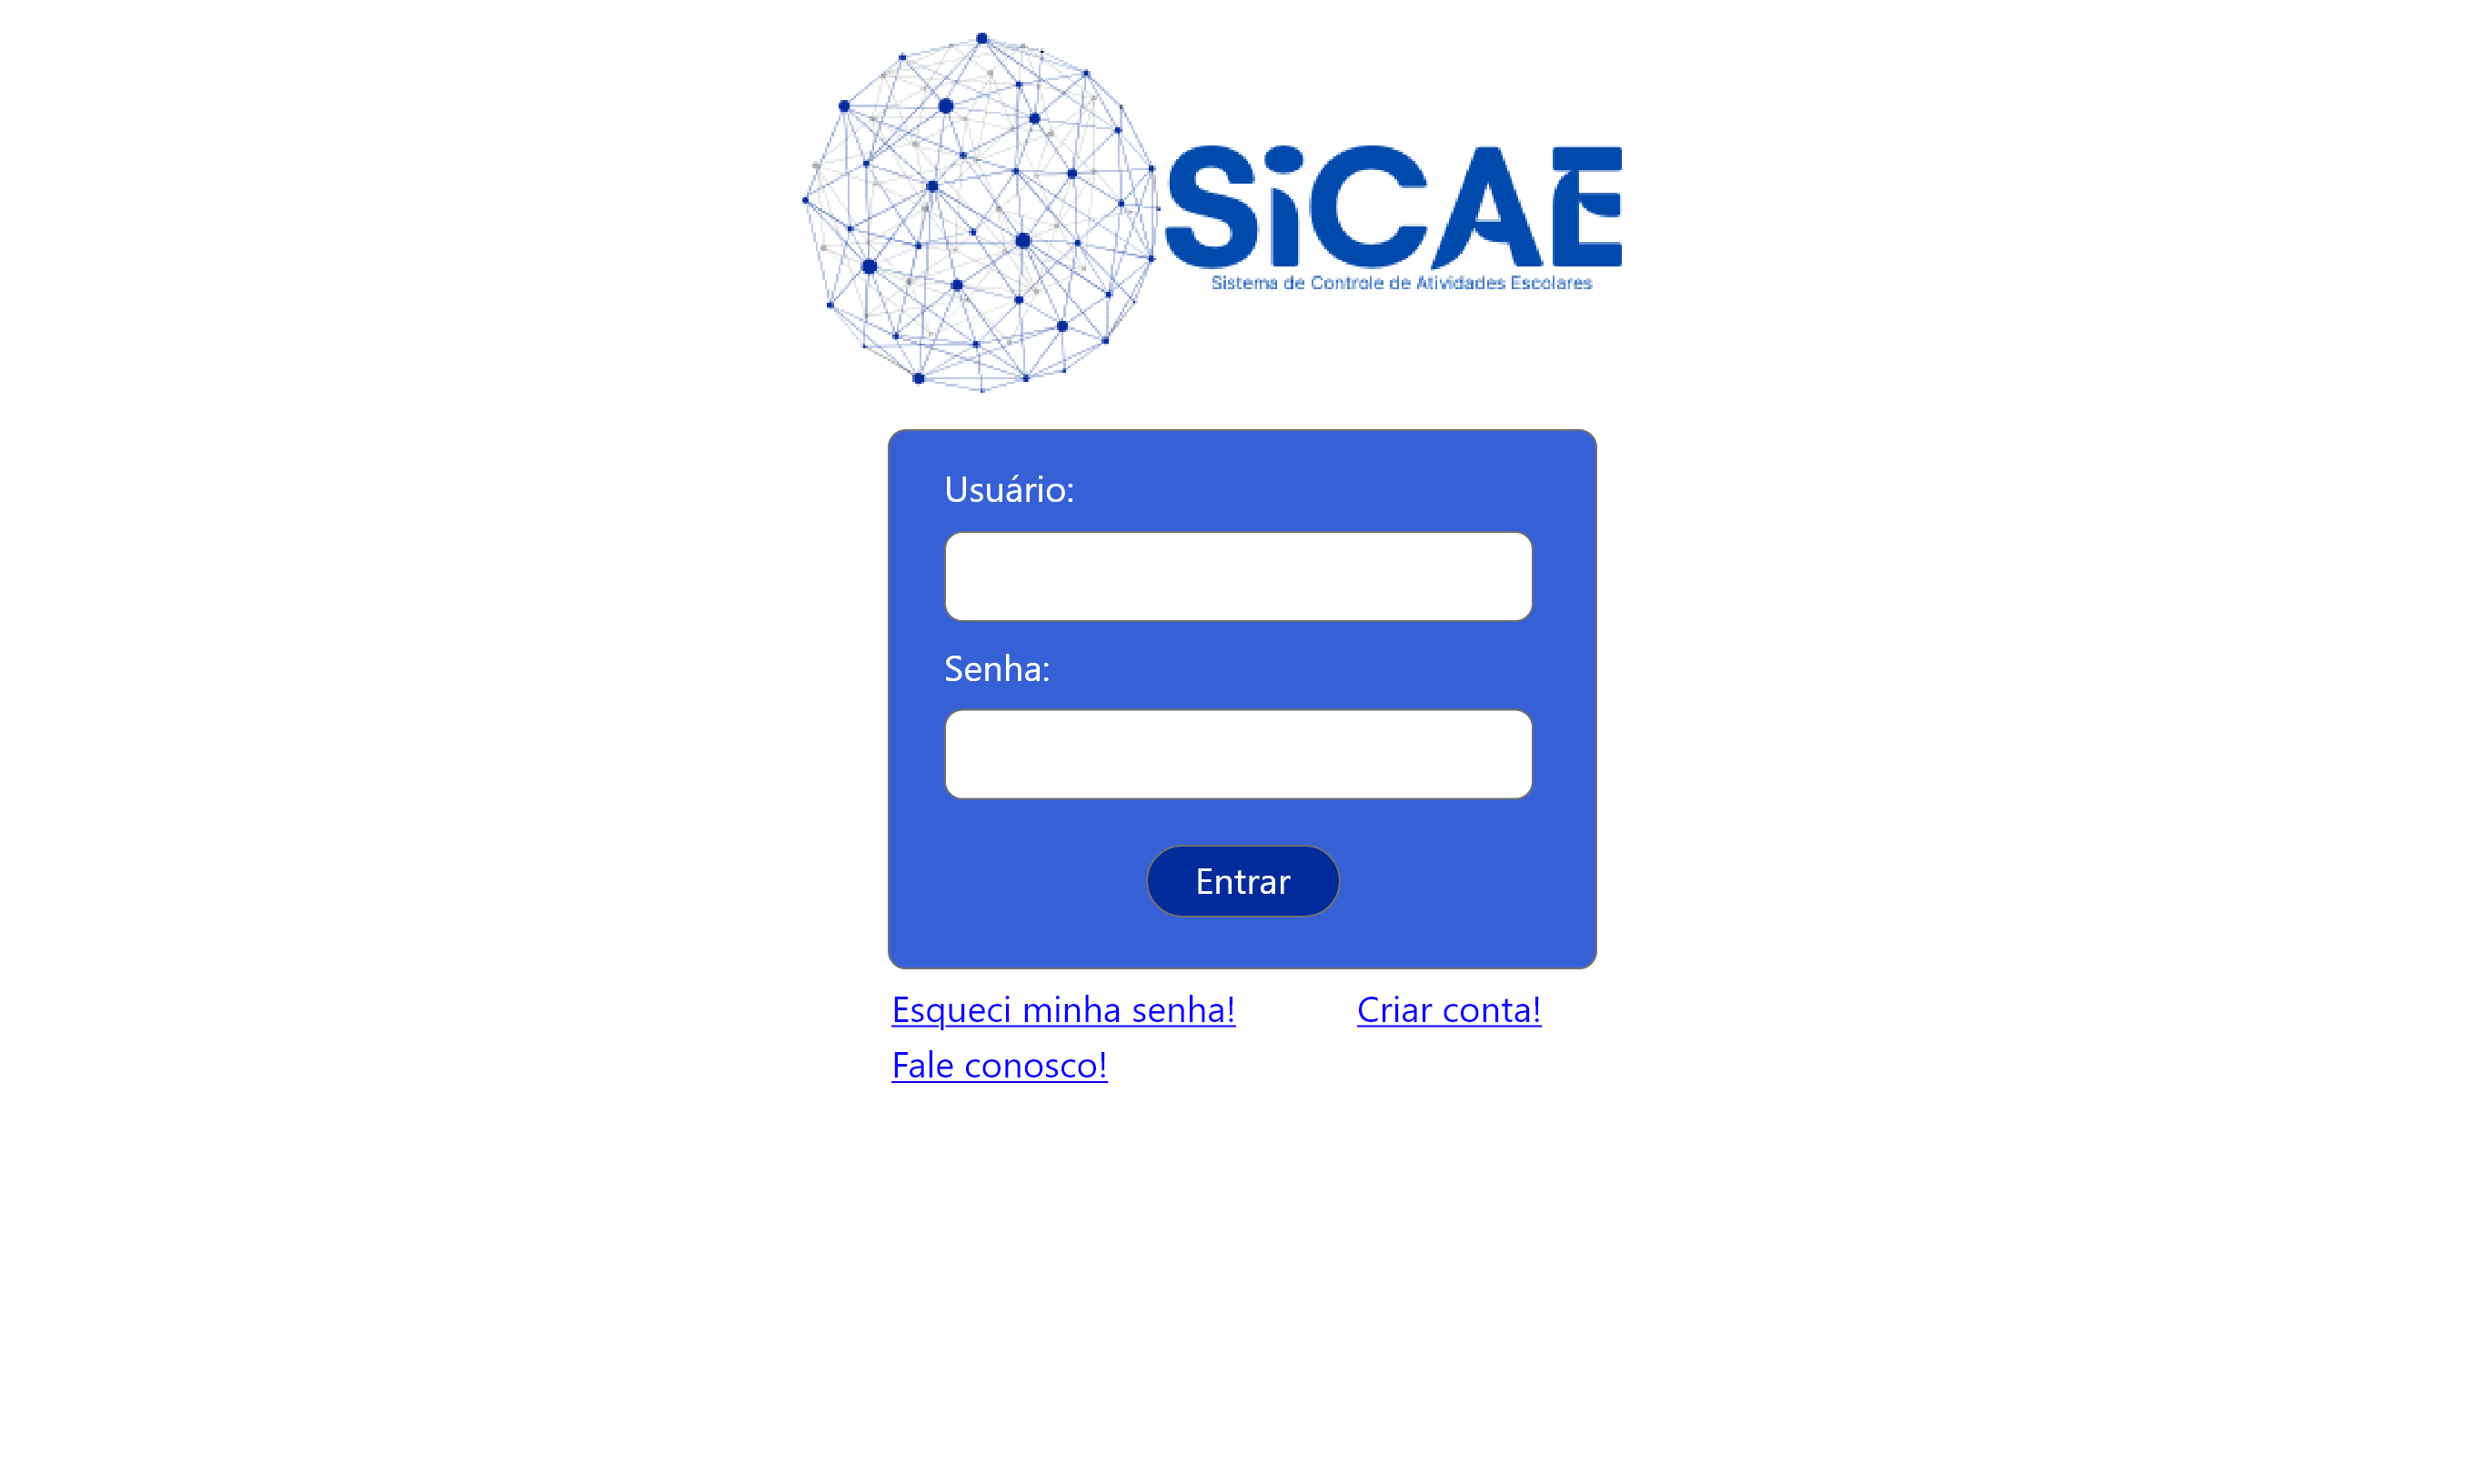 SiCAE
Sistema de Controle de Atividades Escolares
Usuário:
Senha:
Entrar
Esqueci minha senha! Criar conta!
Fale conosco!